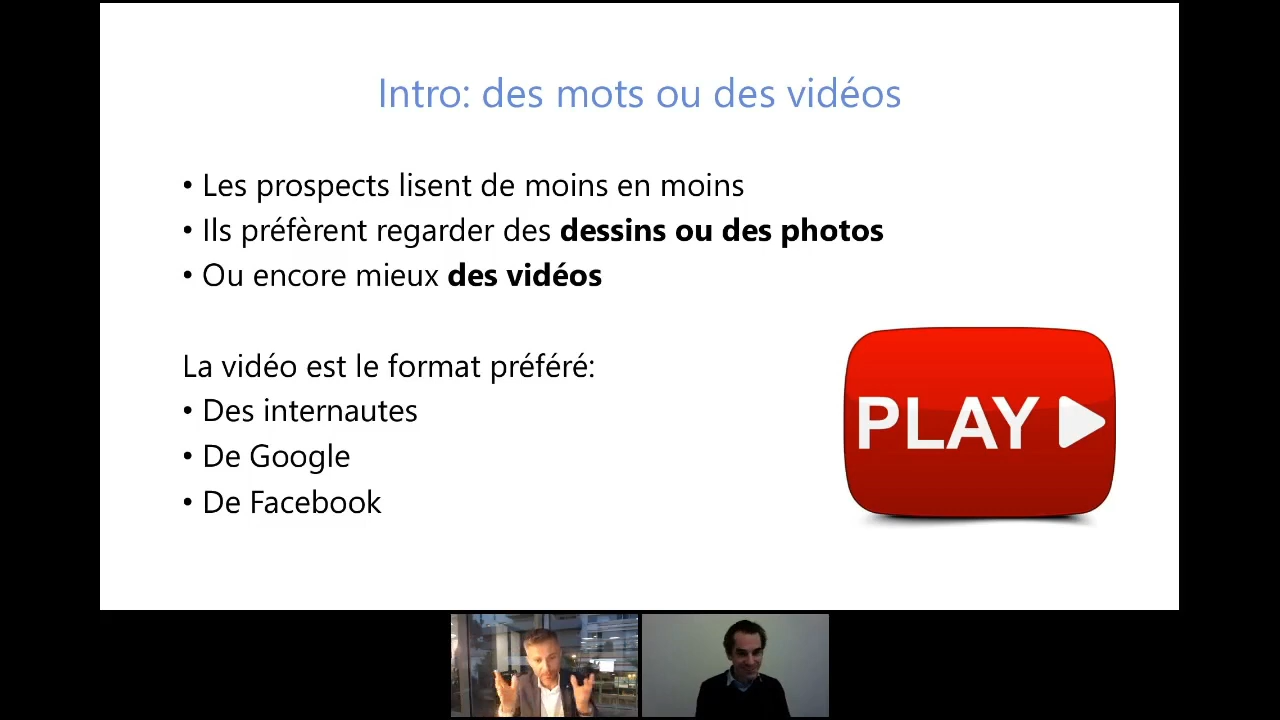 Intro: des mots ou des vidéos
• Les prospects lisent de moins en moins
• Ils préfèrent regarder des dessins ou des photos
• Ou encore mieux des vidéos
La vidéo est le format préféré:
• Des internautes
• De Google
• De Facebook
PLAY